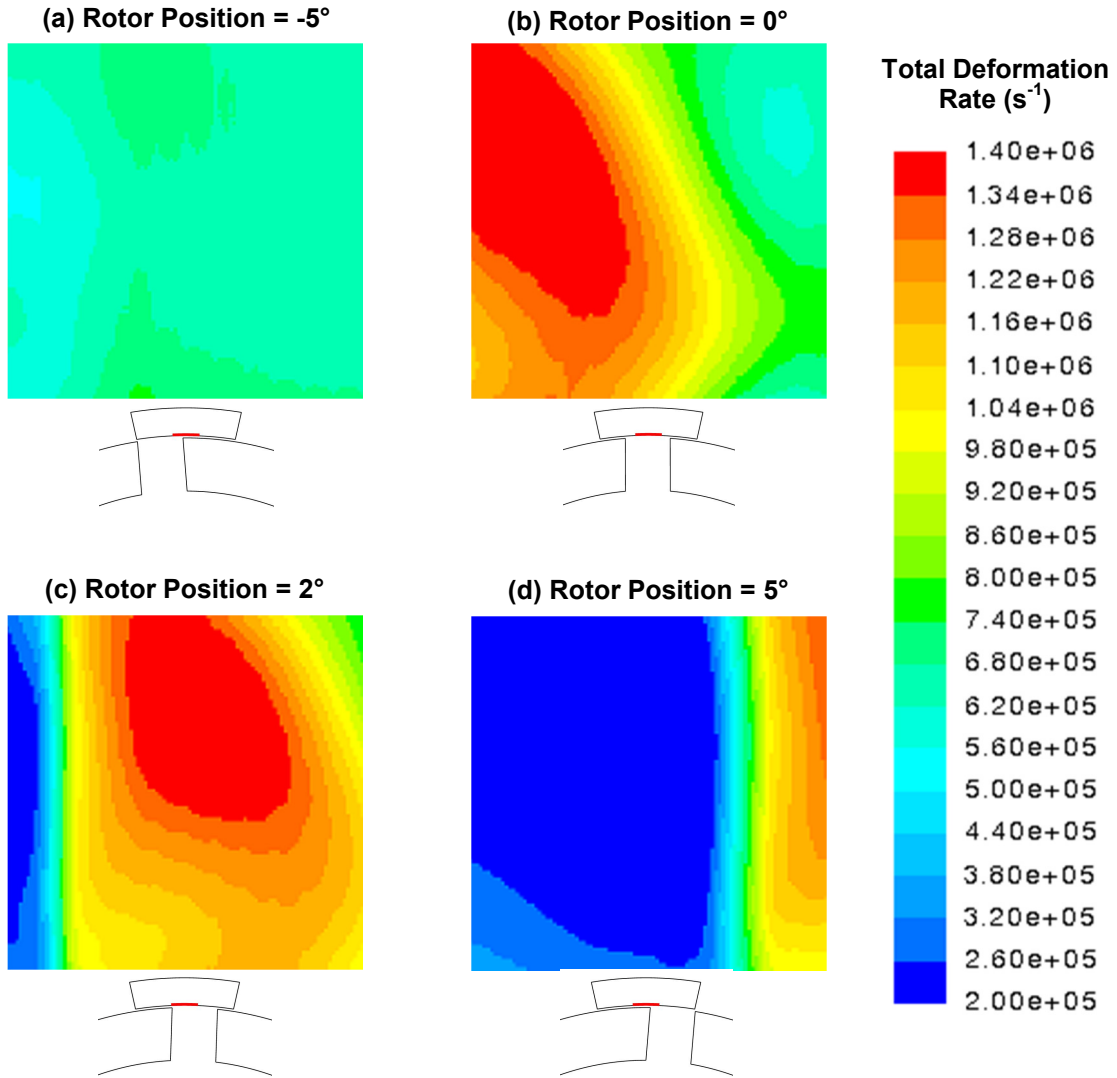 (a) Rotor Position = -5°
(b) Rotor Position = 0°
Total Deformation
Rate (s⁻¹)
1.40e+06
1.34e+06
1.28e+06
1.22e+06
1.16e+06
1.10e+06
1.04e+06
9.80e+05
9.20e+05
8.60e+05
8.00e+05
7.40e+05
6.80e+05
6.20e+05
5.60e+05
5.00e+05
4.40e+05
3.80e+05
3.20e+05
2.60e+05
2.00e+05
(c) Rotor Position = 2°
(d) Rotor Position = 5°